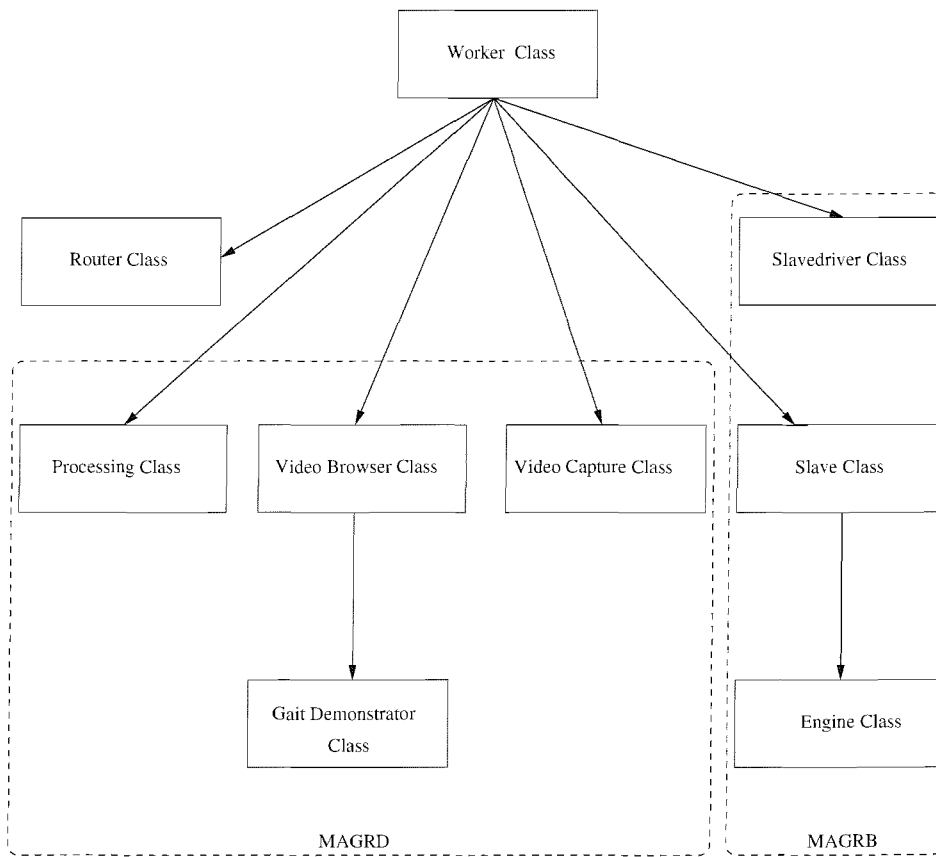 Worker Class
Router Class
Slavedriver Class
Processing Class
Video Browser Class
Video Capture Class
Slave Class
Gait Demonstrator
Class
Engine Class
MAGRD
MAGRB